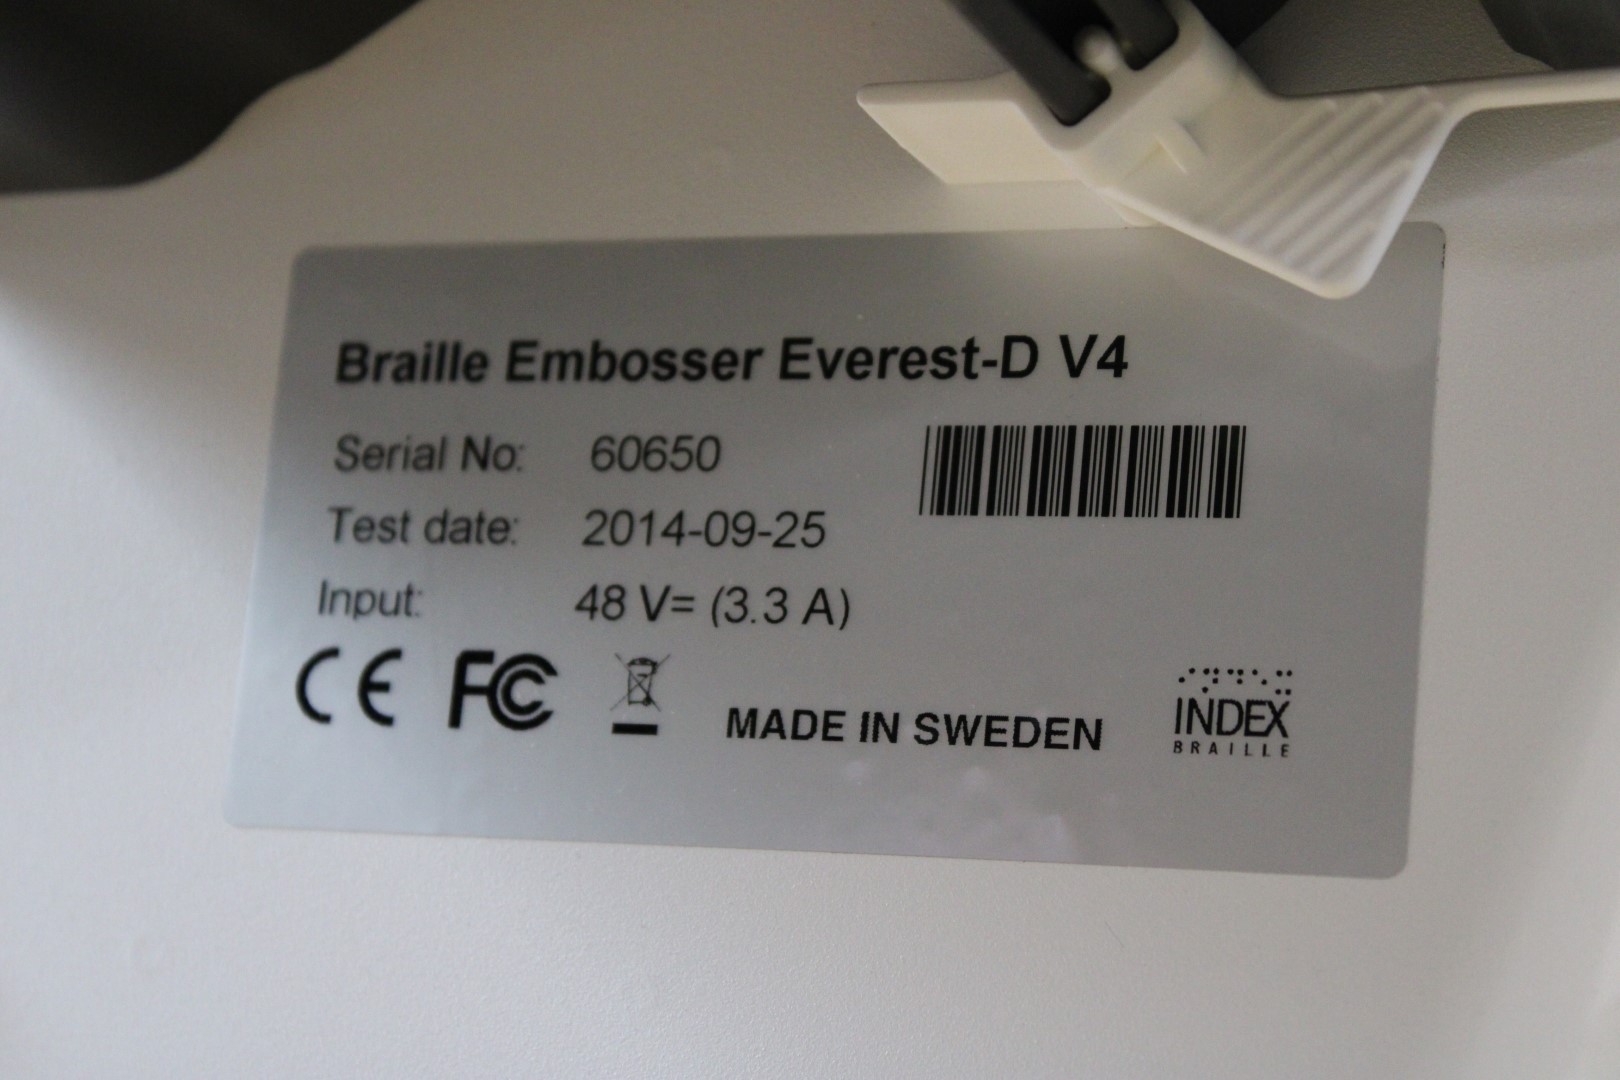 Braille Embosser Everest-D V4
Serial No: 60650
Test date: 2014-09-25
Input: 48 V= (3.3 A)
CE FC MADE IN SWEDEN
INDEX
BRAILLE